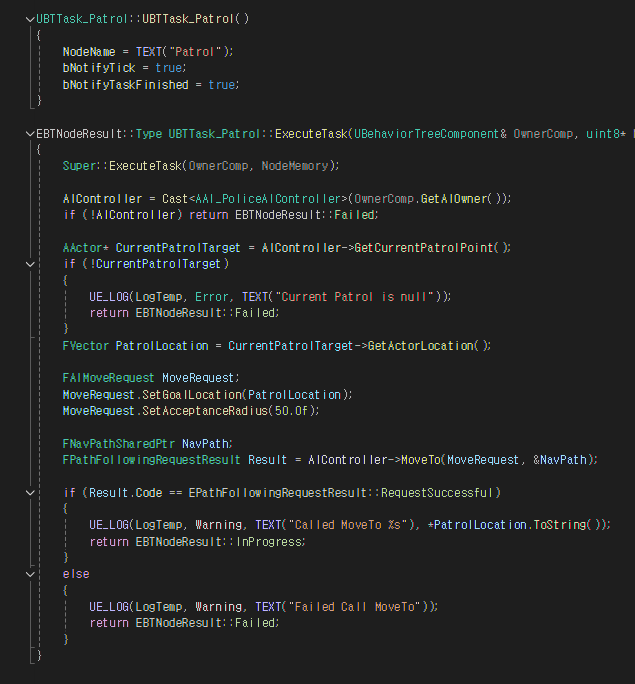 UBTTask_Patrol::UBTTask_Patrol()
{
NodeName = TEXT("Patrol");
bNotifyTick = true;
bNotifyTaskFinished = true;
}
EBTNodeResult::Type UBTTask_Patrol::ExecuteTask(UBehaviorTreeComponent& OwnerComp, uint8*
{
Super::ExecuteTask(OwnerComp, NodeMemory);
AIController = Cast<AAI_PoliceAIController>(OwnerComp.GetAIOwner());
if (!AIController) return EBTNodeResult::Failed;
AActor* CurrentPatrolTarget = AIController->GetCurrentPatrolPoint();
if (!CurrentPatrolTarget)
{
UE_LOG(LogTemp, Error, TEXT("Current Patrol is null"));
return EBTNodeResult::Failed;
}
FVector PatrolLocation = CurrentPatrolTarget->GetActorLocation();
FAIMoveRequest MoveRequest;
MoveRequest.SetGoalLocation(PatrolLocation);
MoveRequest.SetAcceptanceRadius(50.0f);
FNavPathSharedPtr NavPath;
FPathFollowingRequestResult Result = AIController->MoveTo(MoveRequest, &NavPath);
if (Result.Code == EPathFollowingRequestResult::RequestSuccessful)
{
UE_LOG(LogTemp, Warning, TEXT("Called MoveTo %s"), *PatrolLocation.ToString());
return EBTNodeResult::InProgress;
}
else
{
UE_LOG(LogTemp, Warning, TEXT("Failed Call MoveTo"));
return EBTNodeResult::Failed;
}
}